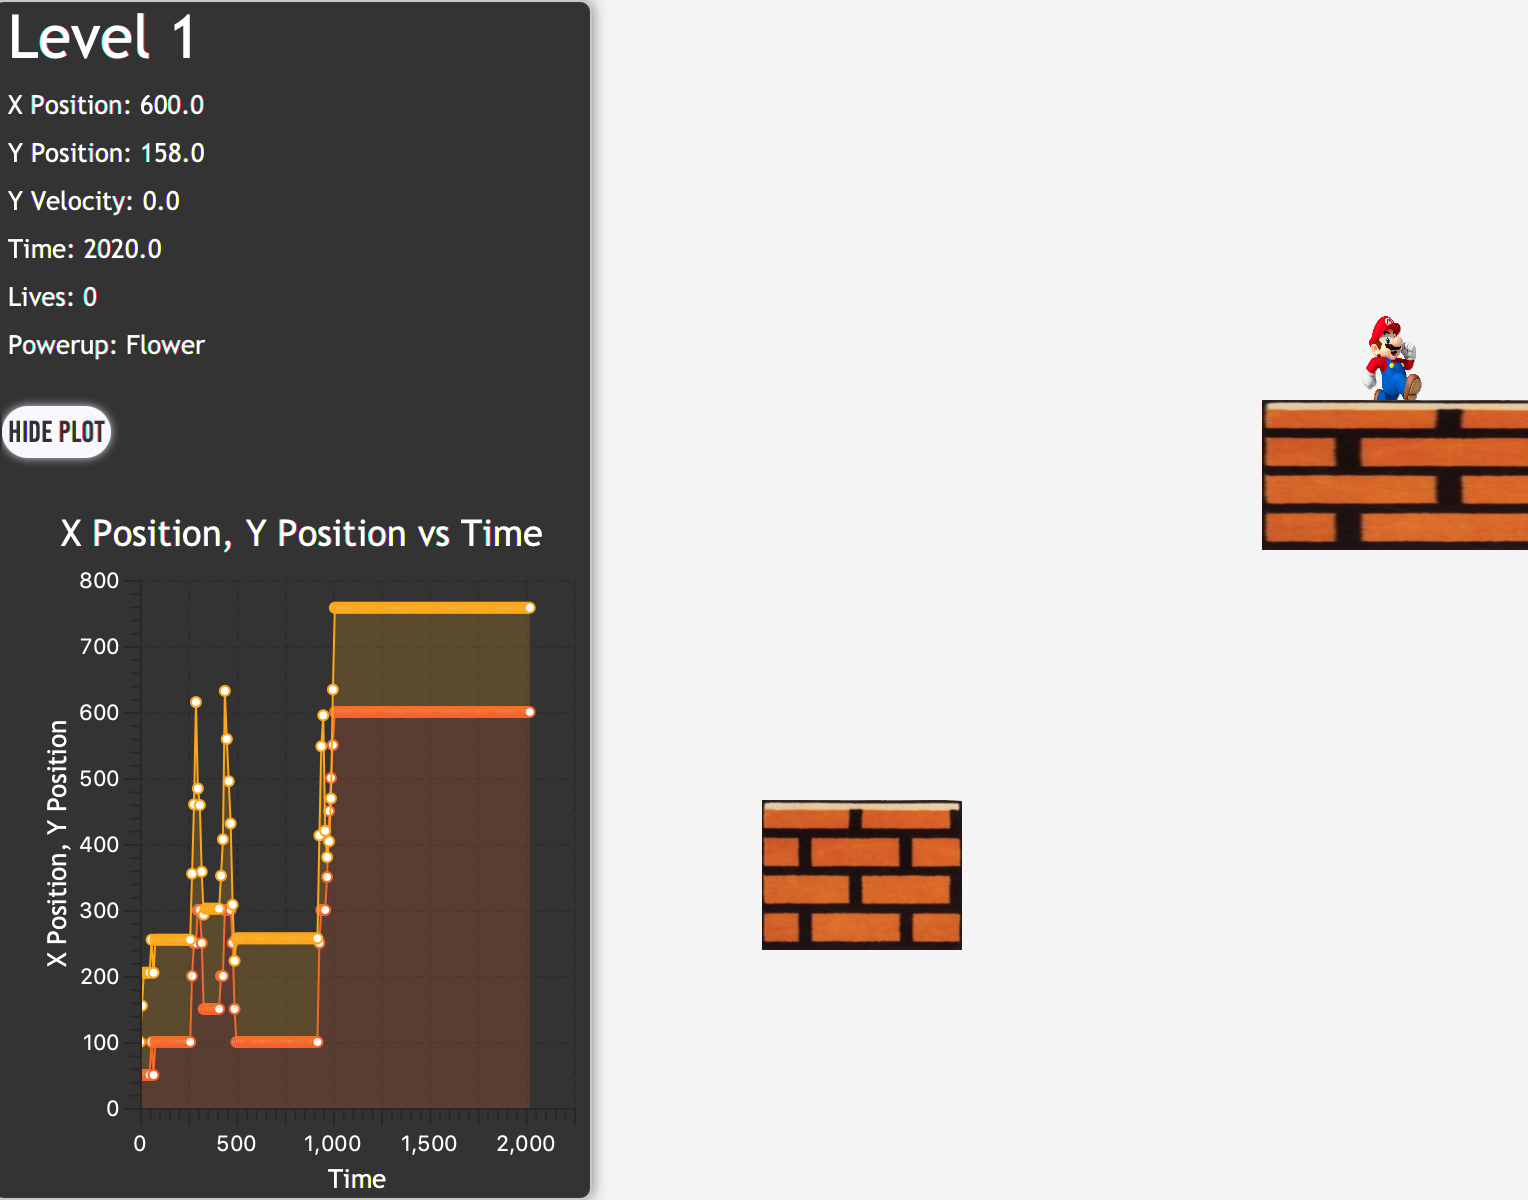 Level 1
X Position: 600.0
Y Position: 158.0
Y Velocity: 0.0
Time: 2020.0
Lives: 0
Powerup: Flower
HIDE PLOT
X Position, Y Position vs Time
X Position, Y Position
800
700
600
500
400
300
200
100
0
0 500 1,000 1,500 2,000
Time